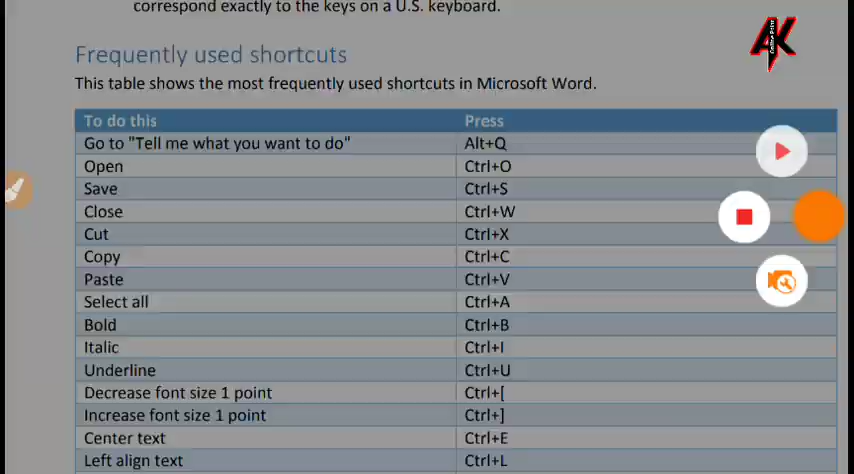 correspond exactly to the keys on a U.S. keyboard.
AK
Online Point
Frequently used shortcuts
This table shows the most frequently used shortcuts in Microsoft Word.
To do this Press
Go to "Tell me what you want to do" Alt+Q
Open Ctrl+O
Save Ctrl+S
Close Ctrl+W
Cut Ctrl+X
Copy Ctrl+C
Paste Ctrl+V
Select all Ctrl+A
Bold Ctrl+B
Italic Ctrl+I
Underline Ctrl+U
Decrease font size 1 point Ctrl+[
Increase font size 1 point Ctrl+]
Center text Ctrl+E
Left align text Ctrl+L